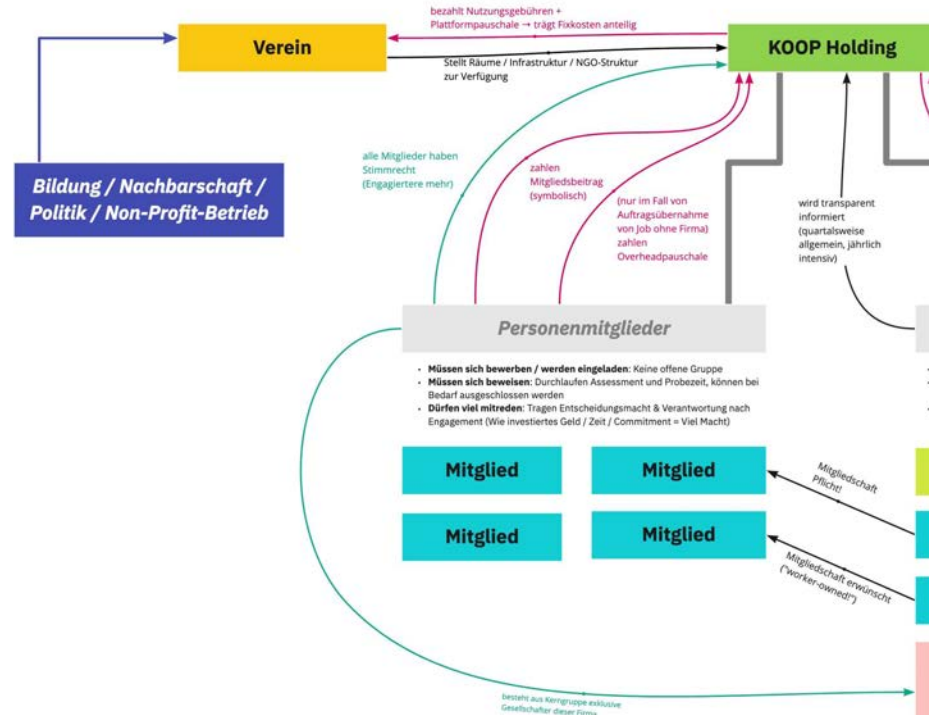 bezahlt Nutzungsgebühren +
Plattformpauschale → trägt Fixkosten anteilig
Verein
KOOP Holding
Stellt Räume / Infrastruktur / NGO-Struktur
zur Verfügung
Bildung / Nachbarschaft /
Politik / Non-Profit-Betrieb
alle Mitglieder haben
Stimmrecht
(Engagiertere mehr)
zahlen
Mitgliedsbeitrag
(symbolisch)
(nur im Fall von
Auftragsübernahme
von Job ohne Firma)
zahlen
Overheadpauschale
wird transparent
informiert
(quartalsweise
allgemein, jährlich
intensiv)
Personenmitglieder
• Müssen sich bewerben / werden eingeladen: Keine offene Gruppe
• Müssen sich beweisen: Durchlaufen Assessment und Probezeit, können bei
Bedarf ausgeschlossen werden
• Dürfen viel mitreden: Tragen Entscheidungsmacht & Verantwortung nach
Engagement (Wie investiertes Geld / Zeit / Commitment = Viel Macht)
Mitglied
Mitglied
Mitgliedschaft
Pflicht!
Mitglied
Mitglied
Mitgliedschaft erwünscht
("worker-owned!")
besteht aus Kerngruppe exklusive
Gesellschafter dieser Firma